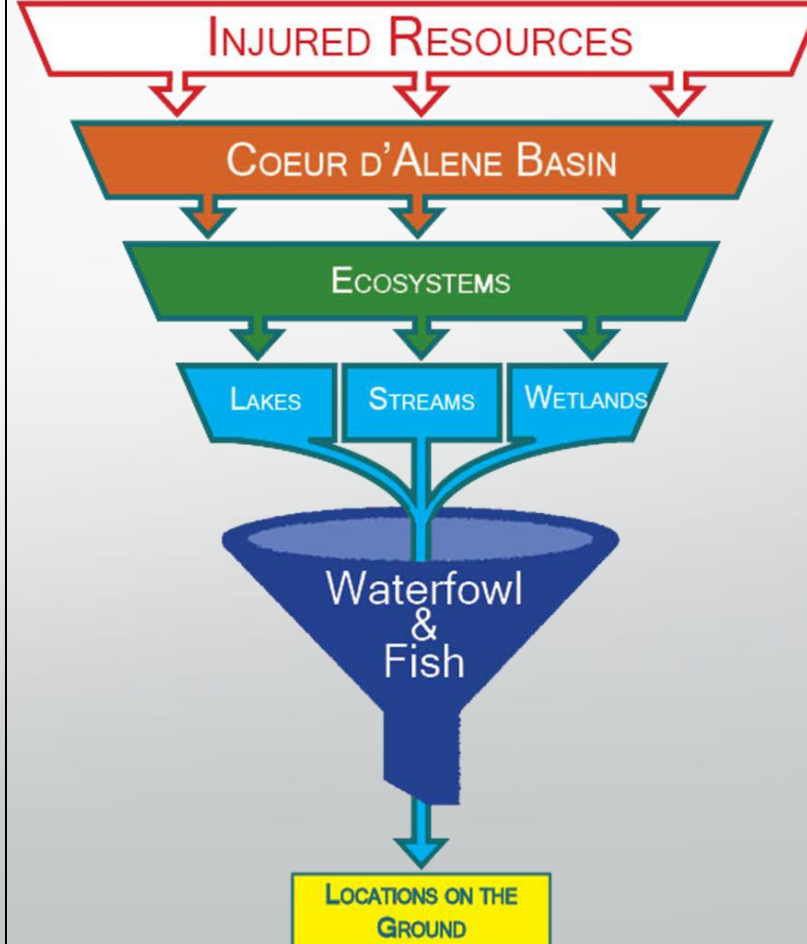 INJURED RESOURCES
COEUR D'ALENE BASIN
ECOSYSTEMS
LAKES STREAMS WETLANDS
Waterfowl
&
Fish
LOCATIONS ON THE
GROUND